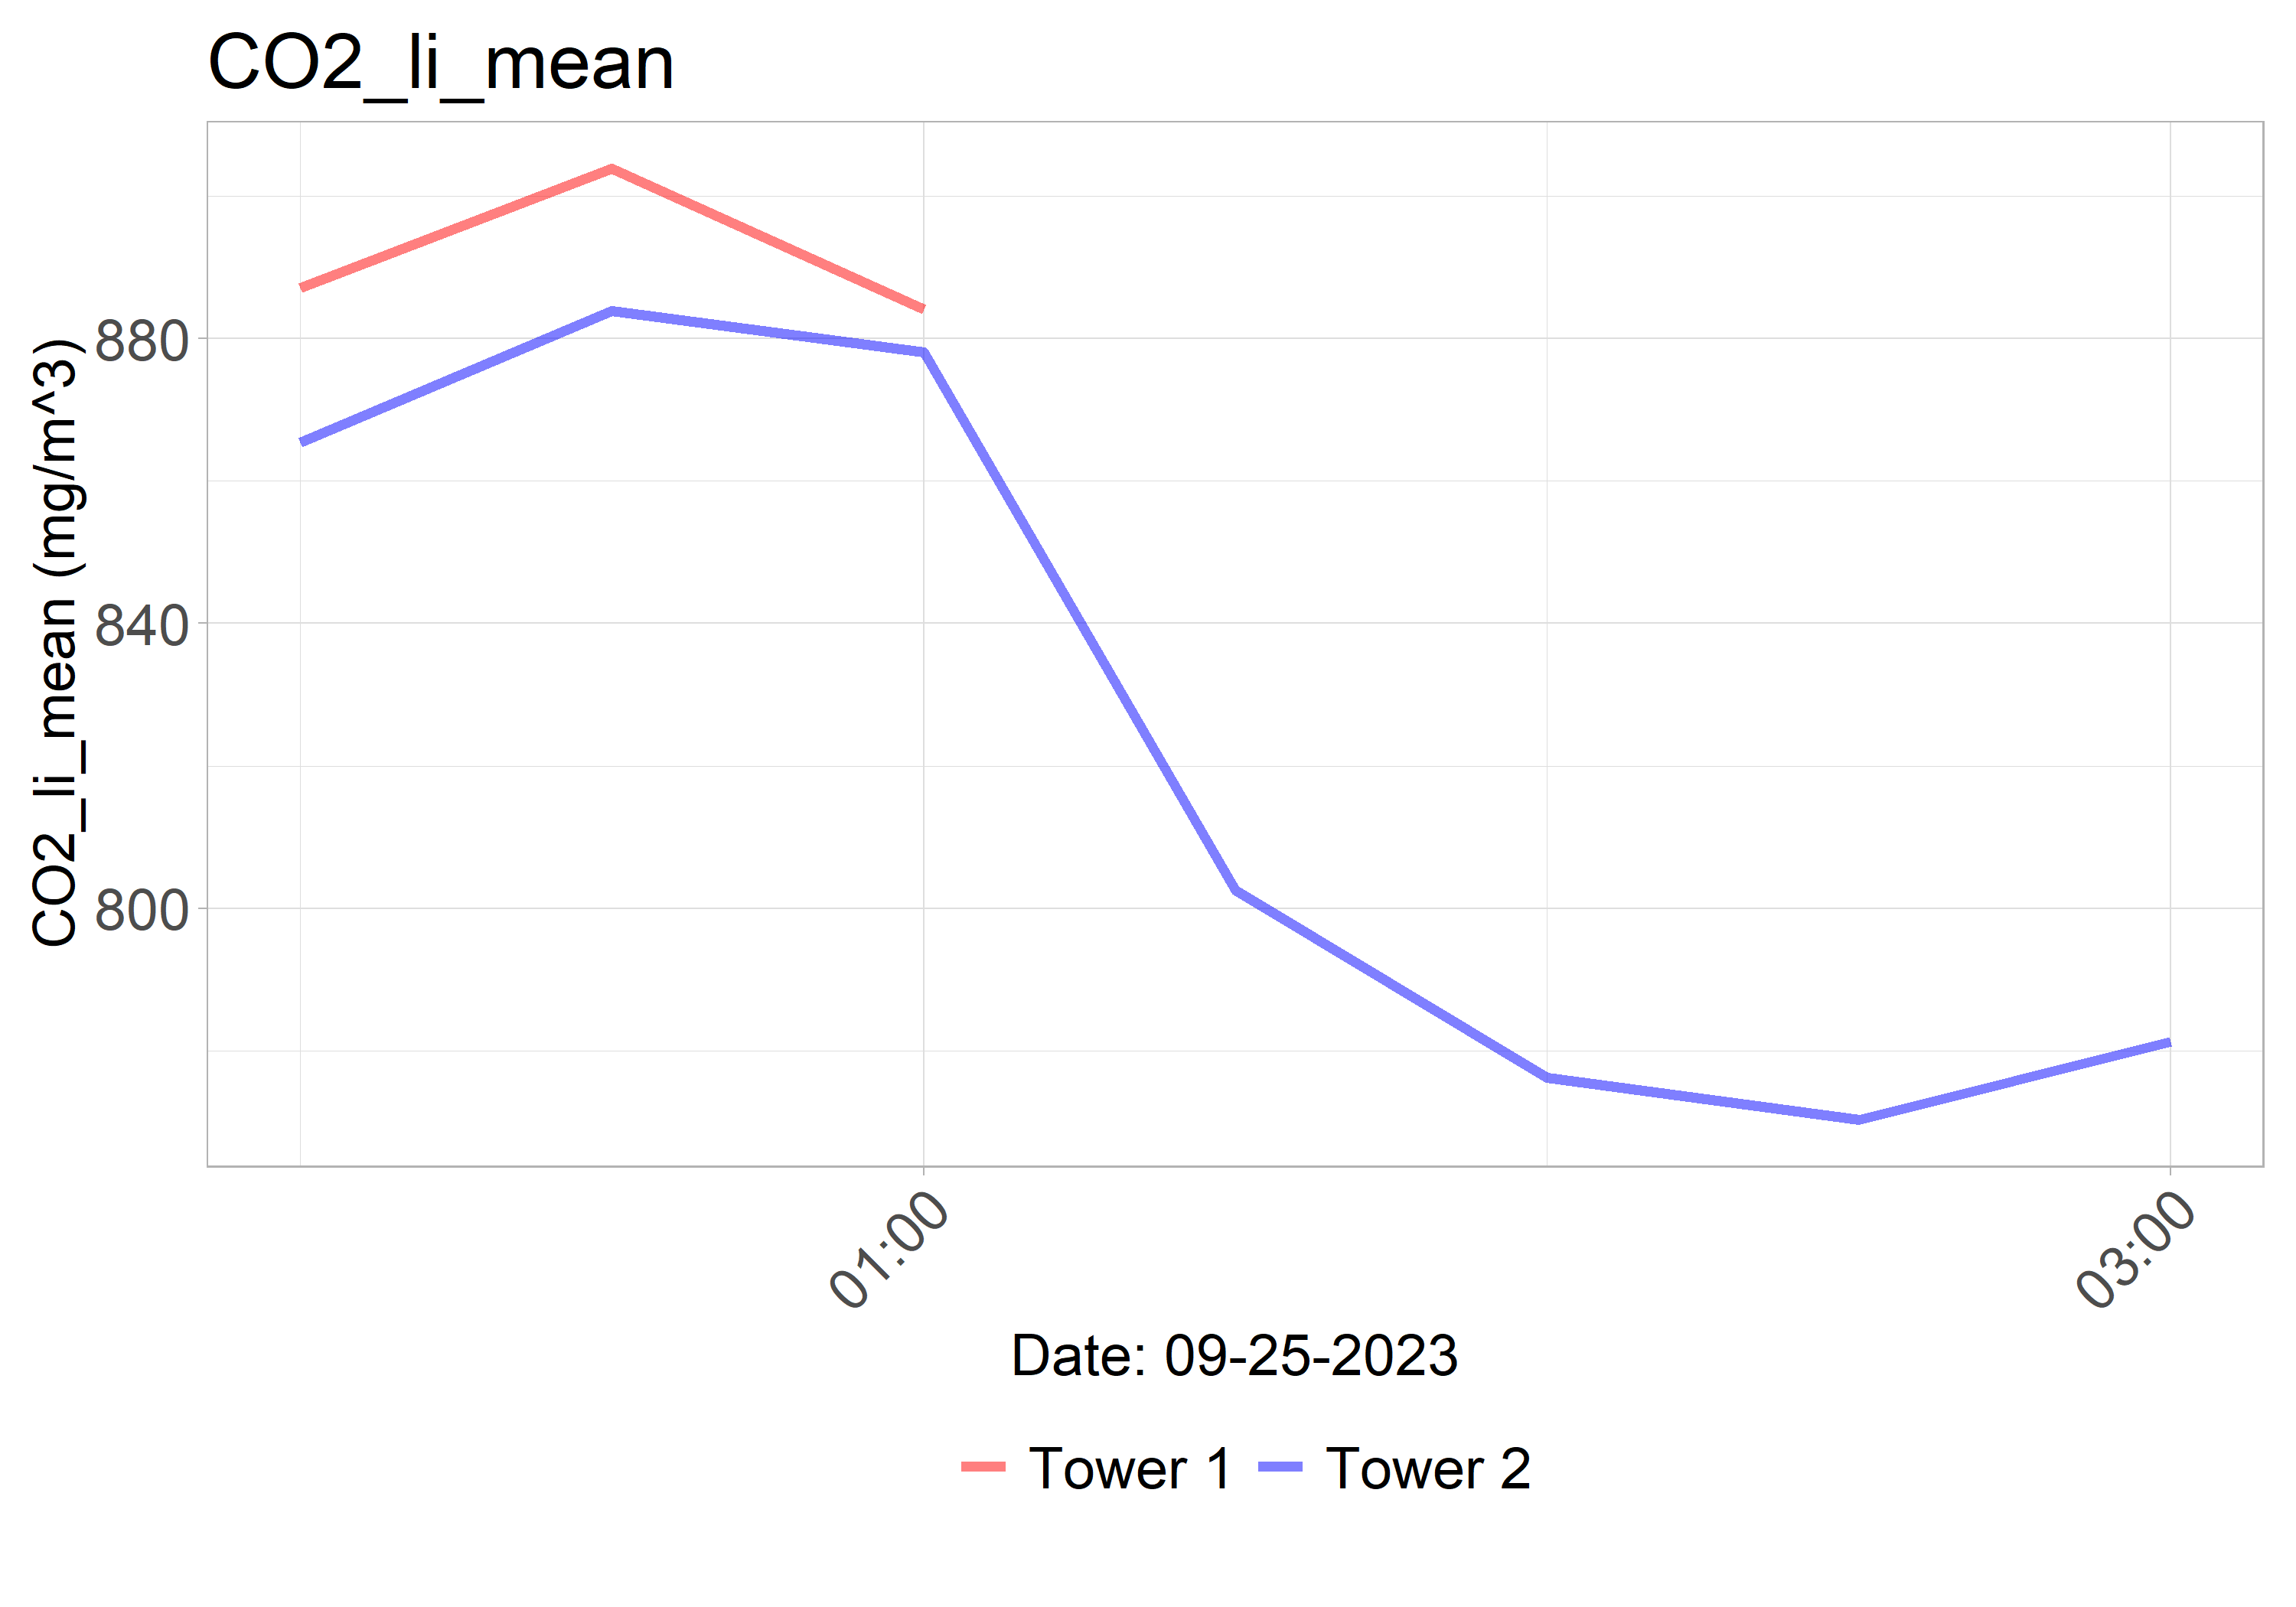 CO2_li_mean
CO2_li_mean (mg/m^3)
880
840
800
01:00
03:00
Date: 09-25-2023
Tower 1
Tower 2